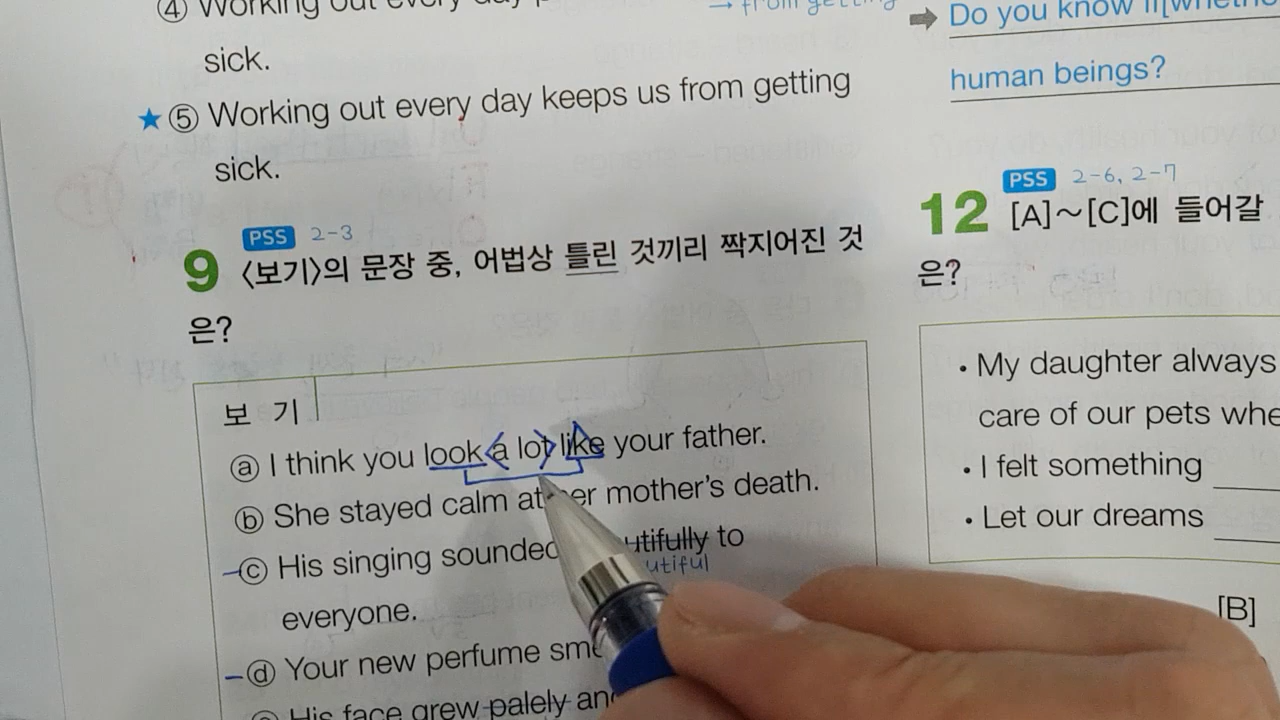 ④ Working out every day
→ from getting
sick.
★ ⑤ Working out every day keeps us from getting
sick.
PSS 2-3
9 〈보기〉의 문장 중, 어법상 틀린 것끼리 짝지어진 것
은?
보 기
ⓐ I think you look a lot like your father.
ⓑ She stayed calm at her mother's death.
ⓒ His singing sounded utifully to
utiful
everyone.
ⓓ Your new perfume
His face grew palely
➡ Do you know
human beings?
PSS 2-6, 2-7
12 [A]~[C]에 들어갈
은?
• My daughter always
care of our pets
• I felt something
• Let our dreams
[B]